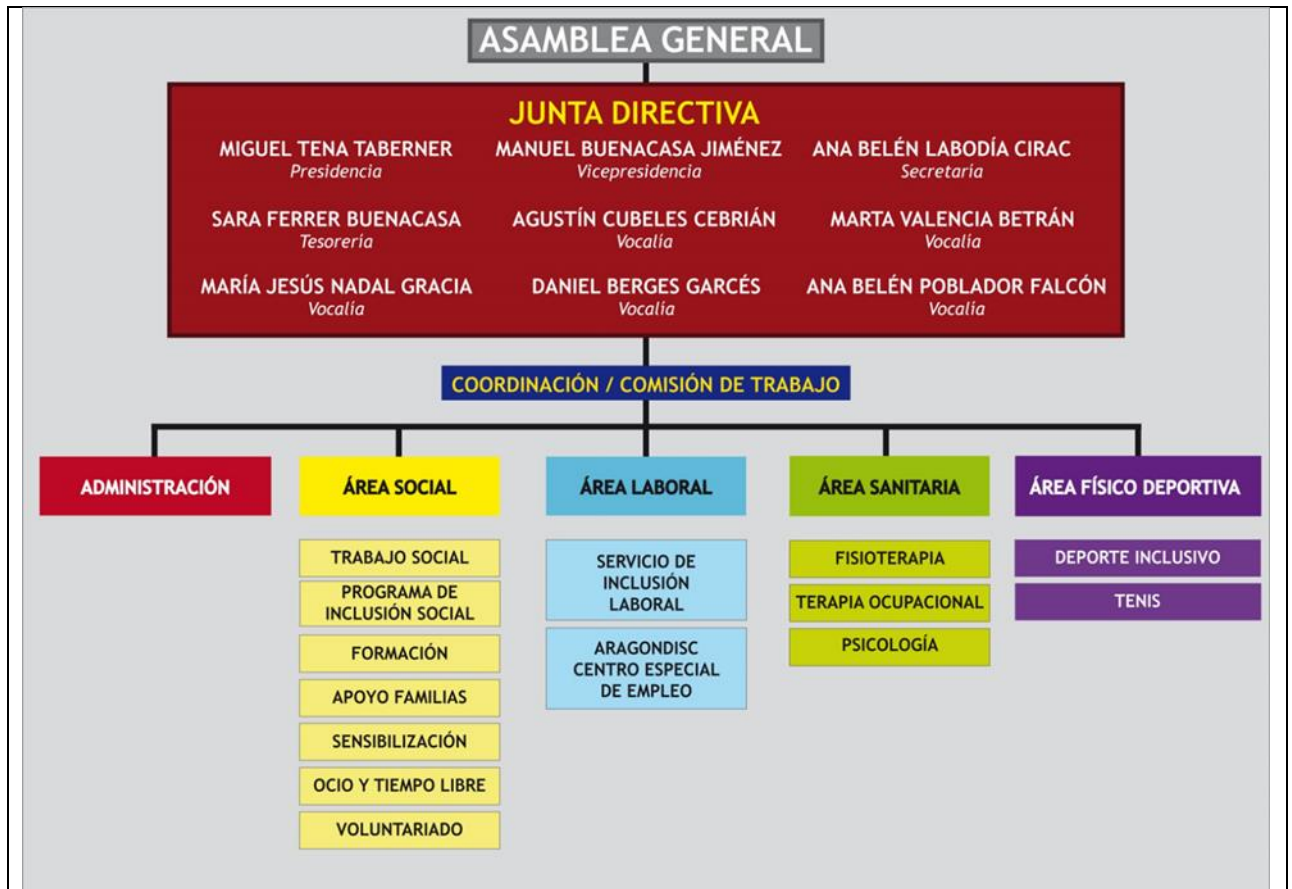 ASAMBLEA GENERAL
JUNTA DIRECTIVA
MIGUEL TENA TABERNER
Presidencia
MANUEL BUENACASA JIMÉNEZ
Vicepresidencia
ANA BELÉN LABODÍA CIRAC
Secretaría
SARA FERRER BUENACASA
Tesorería
AGUSTÍN CUBELES CEBRIÁN
Vocalía
MARTA VALENCIA BETRÁN
Vocalía
MARÍA JESÚS NADAL GRACIA
Vocalía
DANIEL BERGES GARCÉS
Vocalía
ANA BELÉN POBLADOR FALCÓN
Vocalía
COORDINACIÓN / COMISIÓN DE TRABAJO
ADMINISTRACIÓN
ÁREA SOCIAL
TRABAJO SOCIAL
PROGRAMA DE
INCLUSIÓN SOCIAL
FORMACIÓN
APOYO FAMILIAS
SENSIBILIZACIÓN
OCIO Y TIEMPO LIBRE
VOLUNTARIADO
ÁREA LABORAL
SERVICIO DE
INCLUSIÓN
LABORAL
ARAGONDISC
CENTRO ESPECIAL
DE EMPLEO
ÁREA SANITARIA
FISIOTERAPIA
TERAPIA OCUPACIONAL
PSICOLOGÍA
ÁREA FÍSICO DEPORTIVA
DEPORTE INCLUSIVO
TENIS